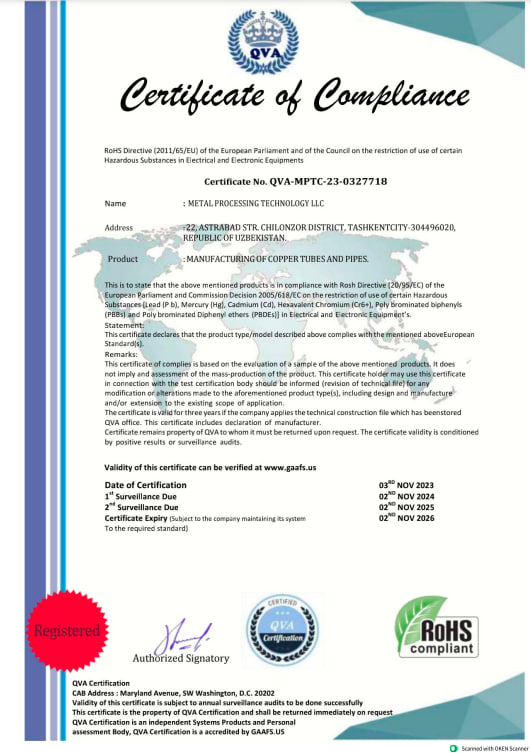 QVA
Certificate of Compliance
RoHS Directive (2011/65/EU) of the European Parliament and of the Council on the restriction of use of certain
Hazardous Substances in Electrical and Electronic Equipments
Certificate No. QVA-MPTC-23-0327718
Name : METAL PROCESSING TECHNOLOGY LLC
Address :22, ASTRABAD STR. CHILONZOR DISTRICT, TASHKENTCITY-304496020,
REPUBLIC OF UZBEKISTAN.
Product : MANUFACTURING OF COPPER TUBES AND PIPES.
This is to state that the above mentioned products is in compliance with Rosh Directive (20/95/EC) of the
European Parliament and Commission Decision 2005/618/EC on the restriction of use of certain Hazardous
Substances [Lead (P b), Mercury (Hg), Cadmium (Cd), Hexavalent Chromium (Cr6+), Poly bromated biphenyls
(PBBs) and Poly brominated Diphenyl ethers (PBDEs)] in Electrical and Electronic Equipment's.
Statement:
This certificate declares that the product type/model described above complies with the mentioned aboveEuropean
Standard(s).
Remarks:
This certificate of complies is based on the evaluation of a sample of the above mentioned products. It does
not imply and assessment of the mass-production of the product. This certificate holder may use this certificate
in connection with the test certification body should be informed (revision of technical file) for any
modification or alterations made to the aforementioned product type(s), including design and manufacture
and/or extension to the existing scope of application.
The certificate is valid for three years if the company applies the technical construction file which has beenstored
QVA office. This certificate includes declaration of manufacturer.
Certificate remains property of QVA to whom it must be returned upon request. The certificate validity is conditioned
by positive results or surveillance audits.
Validity of this certificate can be verified at www.gaafs.us
Date of Certification 03RD NOV 2023
1st Surveillance Due 02ND NOV 2024
2nd Surveillance Due 02ND NOV 2025
Certificate Expiry (Subject to the company maintaining its system 02ND NOV 2026
To the required standard)
Registered
Authorized Signatory
CERTIFIED
QVA
Certification
RoHS
compliant
QVA Certification
CAB Address : Maryland Avenue, SW Washington, D.C. 20202
Validity of this certificate is subject to annual surveillance audits to be done successfully
This certificate is the property of QVA Certification and shall be returned immediately on request
QVA Certification is an independent Systems Products and Personal
assessment Body, QVA Certification is a accredited by GAAFS.US
Scanned with OKEN Scanner